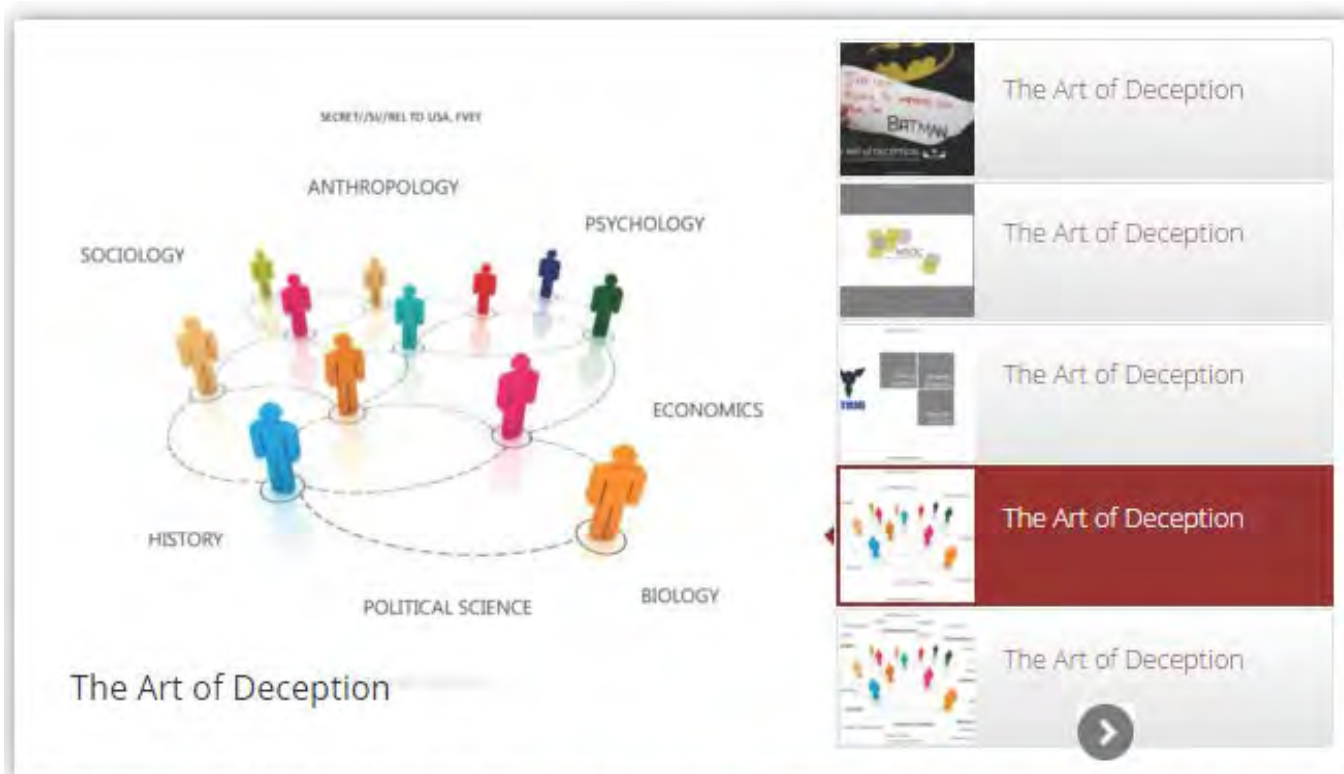 SECRET//SI//REL TO USA, FVEY
ANTHROPOLOGY
PSYCHOLOGY
SOCIOLOGY
ECONOMICS
HISTORY
POLITICAL SCIENCE
BIOLOGY
The Art of Deception
The Art of Deception
BATMAN
The Art of Deception
The Art of Deception
The Art of Deception
The Art of Deception